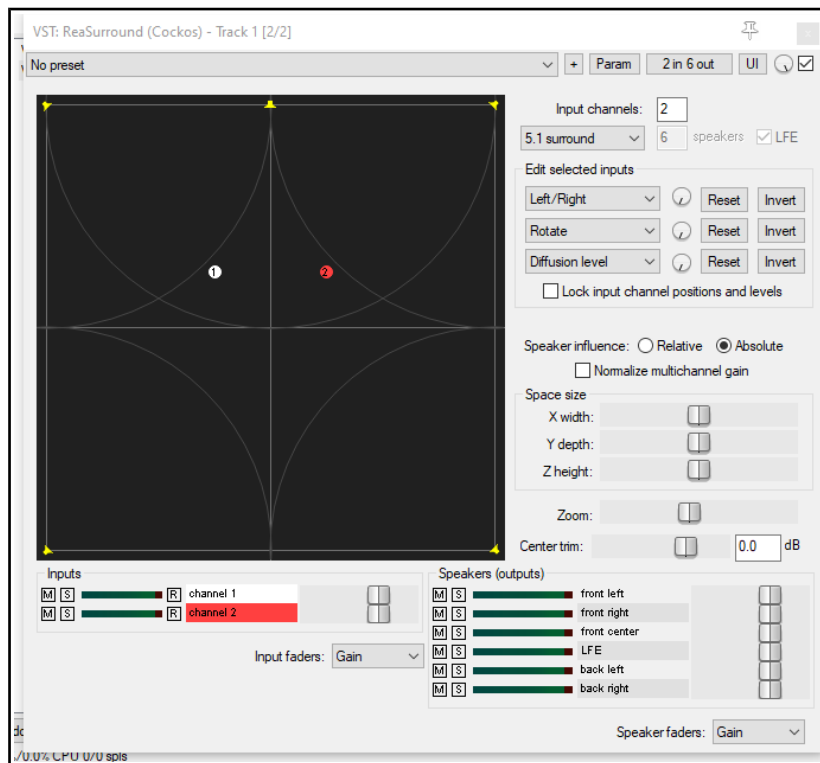 VST: ReaSurround (Cockos) - Track 1 [2/2]
No preset + Param 2 in 6 out UI
Input channels: 2
5.1 surround 6 speakers LFE
Edit selected inputs
Left/Right Reset Invert
Rotate Reset Invert
Diffusion level Reset Invert
Lock input channel positions and levels
1 2
Speaker influence: Relative Absolute
Normalize multichannel gain
Space size
X width:
Y depth:
Z height:
Zoom:
Center trim: 0.0 dB
Inputs
M S R channel 1
M S R channel 2
Input faders: Gain
Speakers (outputs)
M S front left
M S front right
M S front center
M S LFE
M S back left
M S back right
Speaker faders: Gain
./0.0% CPU 0/0 spls